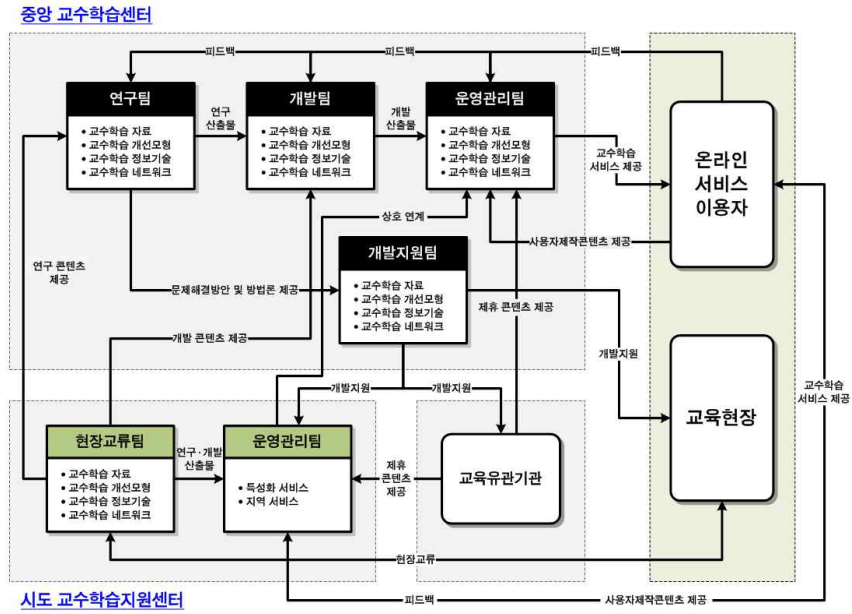 중앙 교수학습센터
피드백
피드백
피드백
연구팀
• 교수학습 자료
• 교수학습 개선모형
• 교수학습 정보기술
• 교수학습 네트워크
연구
산출물
개발팀
• 교수학습 자료
• 교수학습 개선모형
• 교수학습 정보기술
• 교수학습 네트워크
개발
산출물
운영관리팀
• 교수학습 자료
• 교수학습 개선모형
• 교수학습 정보기술
• 교수학습 네트워크
교수학습
서비스 제공
온라인
서비스
이용자
상호 연계
사용자제작콘텐츠 제공
연구 콘텐츠
제공
문제해결방안 및 방법론 제공
개발지원팀
• 교수학습 자료
• 교수학습 개선모형
• 교수학습 정보기술
• 교수학습 네트워크
제휴 콘텐츠 제공
개발 콘텐츠 제공
개발지원
교육현장
교수학습
서비스 제공
개발지원
개발지원
현장교류팀
• 교수학습 자료
• 교수학습 개선모형
• 교수학습 정보기술
• 교수학습 네트워크
연구·개발
산출물
운영관리팀
• 특성화 서비스
• 지역 서비스
제휴
콘텐츠
제공
교육유관기관
현장교류
시도 교수학습지원센터
피드백
사용자제작콘텐츠 제공